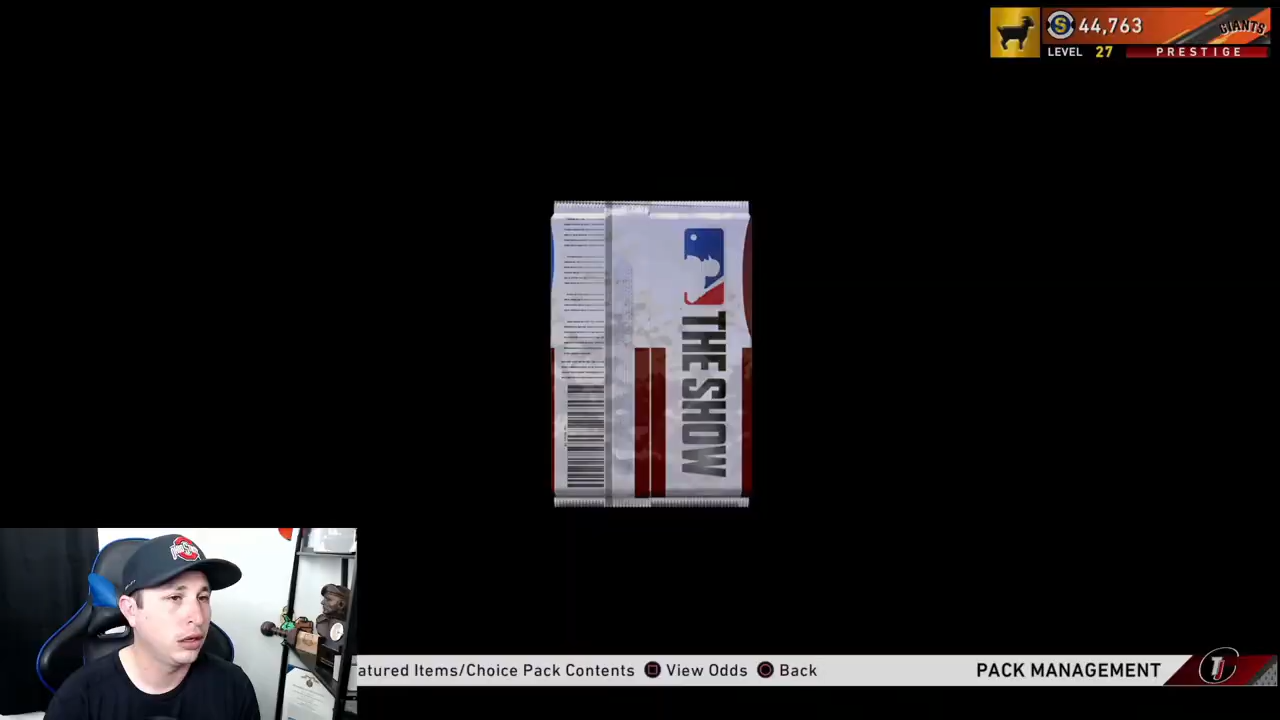 44,763
GIANTS
LEVEL 27
PRESTIGE
THE SHOW
atured Items/Choice Pack Contents View Odds Back
PACK MANAGEMENT